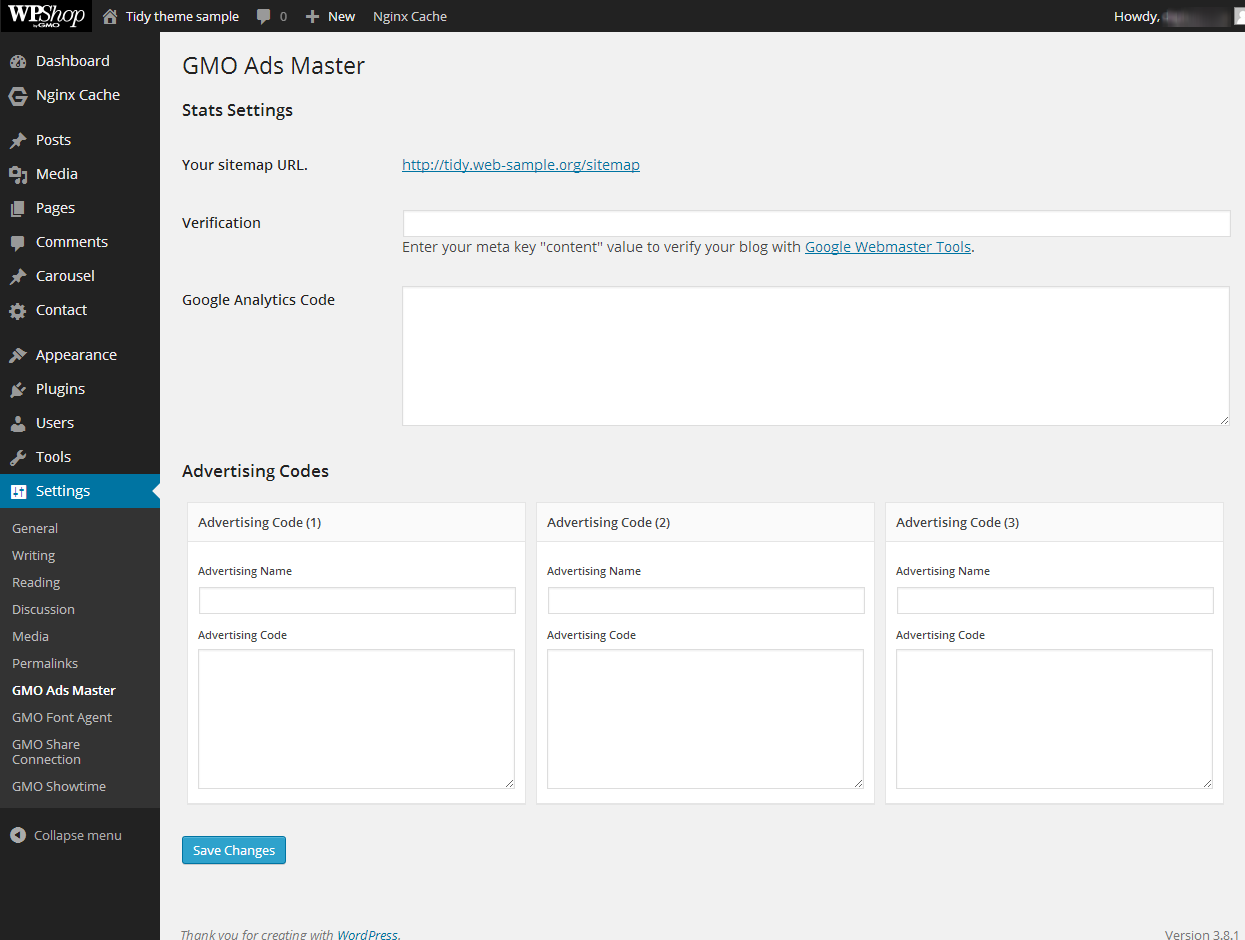 WPShop
by GMO
Tidy theme sample
0
New
Nginx Cache
Howdy,
Dashboard
Nginx Cache
Posts
Media
Pages
Comments
Carousel
Contact
Appearance
Plugins
Users
Tools
Settings
General
Writing
Reading
Discussion
Media
Permalinks
GMO Ads Master
GMO Font Agent
GMO Share
Connection
GMO Showtime
Collapse menu
GMO Ads Master
Stats Settings
Your sitemap URL. http://tidy.web-sample.org/sitemap
Verification
Enter your meta key "content" value to verify your blog with Google Webmaster Tools.
Google Analytics Code
Advertising Codes
Advertising Code (1)
Advertising Name
Advertising Code
Advertising Code (2)
Advertising Name
Advertising Code
Advertising Code (3)
Advertising Name
Advertising Code
Save Changes
Thank you for creating with WordPress.
Version 3.8.1